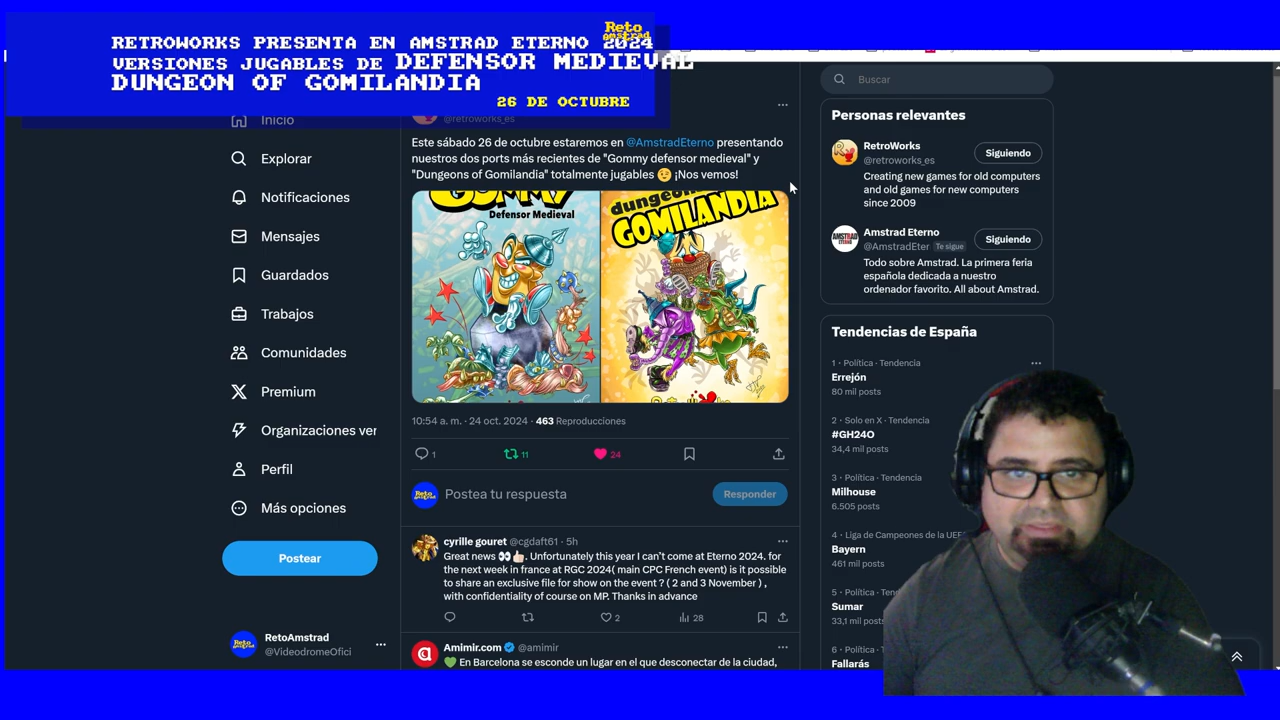 Reto
Amstrad
RETROWORKS PRESENTA EN AMSTRAD ETERNO 2024
VERSIONES JUGABLES DE DEFENSOR MEDIEVAL
DUNGEON OF GOMILANDIA
26 DE OCTUBRE
Inicio
Explorar
Notificaciones
Mensajes
Guardados
Trabajos
Comunidades
Premium
Organizaciones ver
Perfil
Más opciones
Postear
RetoAmstrad
@VideodromeOfici
@retroworks_es
Este sábado 26 de octubre estaremos en @AmstradEterno presentando
nuestros dos ports más recientes de "Gommy defensor medieval" y
"Dungeons of Gomilandia" totalmente jugables 😉 ¡Nos vemos!
GOMMY
Defensor Medieval
dungeons
GOMILANDIA
10:54 a. m. · 24 oct. 2024 · 463 Reproducciones
1
11
24
Postea tu respuesta
Responder
cyrille gouret @cgdaft61 · 5h
Great news 👀👍🏻. Unfortunately this year I can't come at Eterno 2024. for
the next week in france at RGC 2024( main CPC French event) is it possible
to share an exclusive file for show on the event ? ( 2 and 3 November ) ,
with confidentiality of course on MP. Thanks in advance
2
28
Amimir.com @amimir
💚 En Barcelona se esconde un lugar en el que desconectar de la ciudad,
Buscar
Personas relevantes
RetroWorks
@retroworks_es
Siguiendo
Creating new games for old computers
and old games for new computers
since 2009
Amstrad Eterno
@AmstradEter Te sigue
Siguiendo
Todo sobre Amstrad. La primera feria
española dedicada a nuestro
ordenador favorito. All about Amstrad.
Tendencias de España
1 · Política · Tendencia
Errejón
80 mil posts
2 · Solo en X · Tendencia
#GH24O
34,4 mil posts
3 · Política · Tendencia
Milhouse
6.505 posts
4 · Liga de Campeones de la UEF
Bayern
461 mil posts
5 · Política · Ten
Sumar
33,1 mil pos
6 · Política
Fallarás